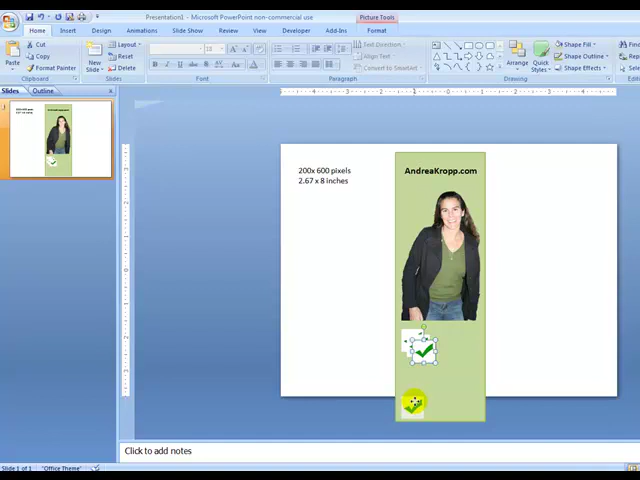 Presentation1 - Microsoft PowerPoint non-commercial use
Picture Tools
Home Insert Design Animations Slide Show Review View Developer Add-Ins Format
Paste
Cut
Copy
Format Painter
Clipboard
New Slide
Layout
Reset
Delete
Slides
Font
Text Direction
Align Text
Convert to SmartArt
Paragraph
Arrange
Quick Styles
Shape Fill
Shape Outline
Shape Effects
Drawing
Slides Outline
200x 600 pixels
2.67 x 8 inches
AndreaKropp.com
Click to add notes
Slide 1 of 1 "Office Theme"